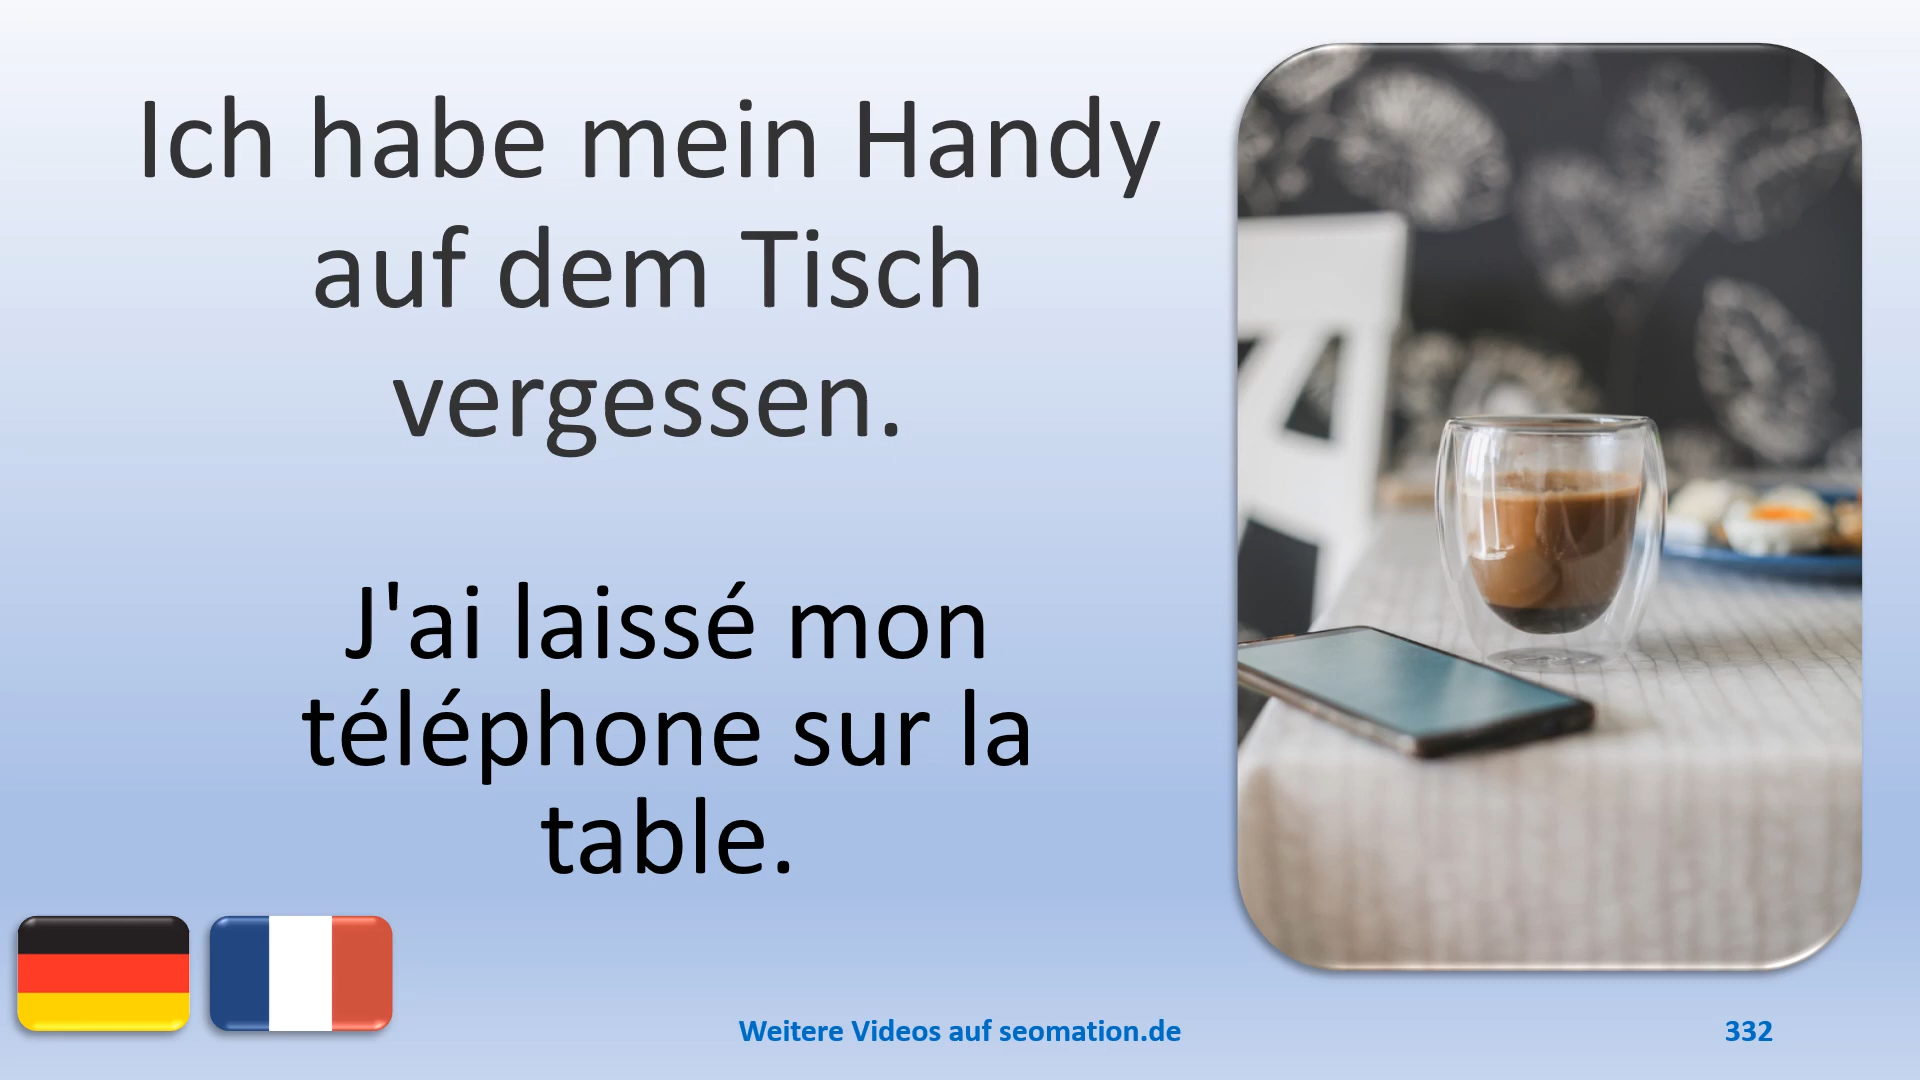 Ich habe mein Handy
auf dem Tisch
vergessen.
J'ai laissé mon
téléphone sur la
table.
Weitere Videos auf seomation.de
332